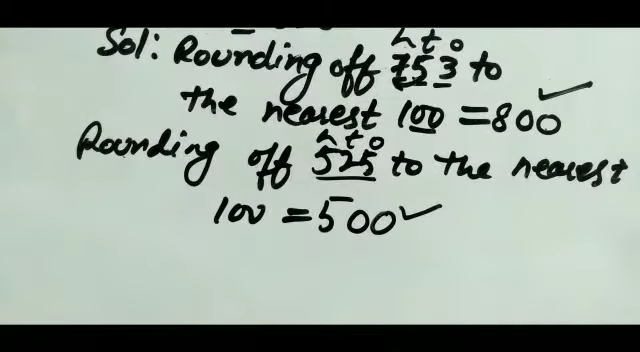 h t o
Sol: Rounding off 753 to
the nearest 100 = 800 ✓
h t o
Rounding off 525 to the nearest
100 = 500 ✓